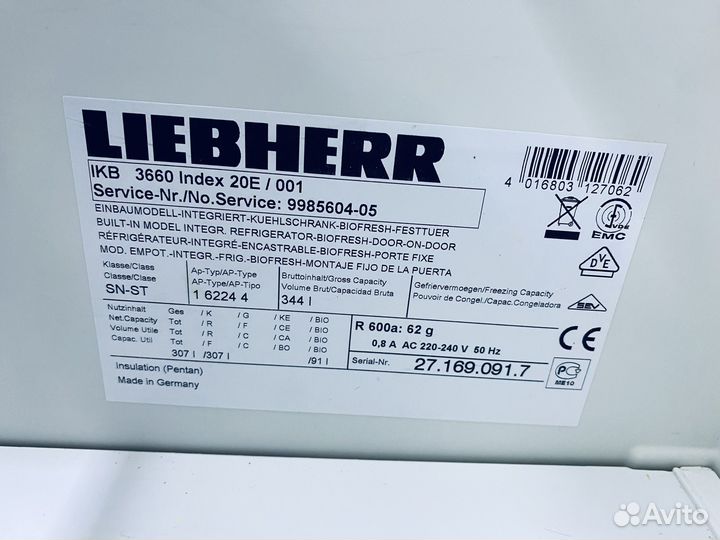 LIEBHERR
IKB 3660 Index 20E / 001
Service-Nr./No.Service: 9985604-05
4 016803 127062
EINBAUMODELL-INTEGRIERT-KUEHLSCHRANK-BIOFRESH-FESTTUER
BUILT-IN MODEL INTEGR. REFRIGERATOR-BIOFRESH-DOOR-ON-DOOR
RÉFRIGÉRATEUR-INTEGRÉ-ENCASTRABLE-BIOFRESH-PORTE FIXE
MOD. EMPOT.-INTEGR.-FRIG.-BIOFRESH-MONTAJE FIJO DE LA PUERTA
VDE
EMC
Klasse/Class
Classe/Clase
SN-ST
Ap-Typ/AP-Type
AP-Type/AP-Tipo
1 6224 4
Bruttoinhalt/Gross Capacity
Volume Brut/Capacidad Bruta
344 l
Gefriervermoegen/Freezing Capacity
Pouvoir de Congel./Capac.Congeladora
DVE
SEV
Nutzinhalt Ges / K / G / KE / BIO
Net.Capacity Tot / R / F / CE / BIO
Volume Utile Tot / R / C / CA / BIO
Capac. Util Tot / F / C / BO / BIO
307 l /307 l /91 l
R 600a: 62 g
0,8 A AC 220-240 V 50 Hz
CE
Serial-Nr. 27.169.091.7
PC
ME10
Insulation (Pentan)
Made in Germany
Avito